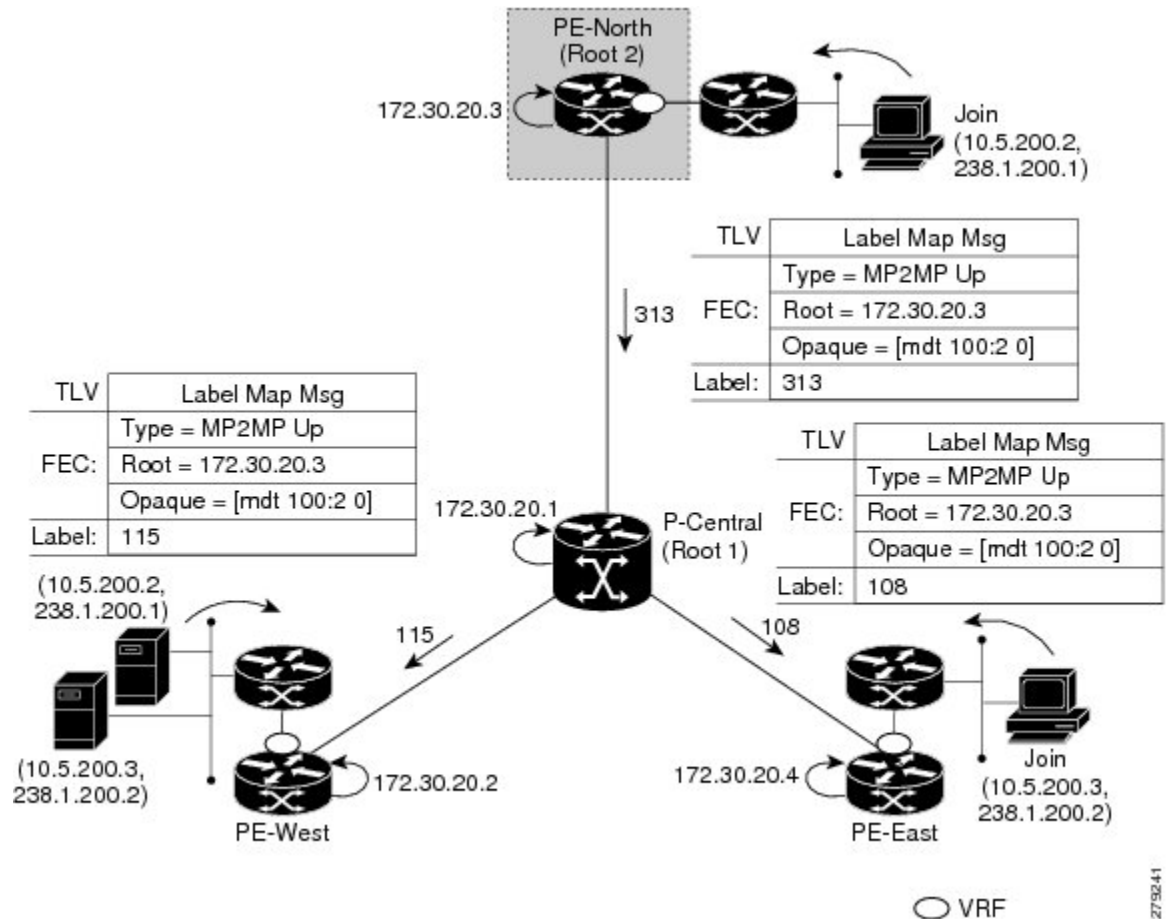 PE-North
(Root 2)
172.30.20.3
Join
(10.5.200.2,
238.1.200.1)
TLV Label Map Msg
FEC: Type = MP2MP Up
Root = 172.30.20.3
Opaque = [mdt 100:2 0]
Label: 313
313
TLV Label Map Msg
FEC: Type = MP2MP Up
Root = 172.30.20.3
Opaque = [mdt 100:2 0]
Label: 115
TLV Label Map Msg
FEC: Type = MP2MP Up
Root = 172.30.20.3
Opaque = [mdt 100:2 0]
Label: 108
172.30.20.1
P-Central
(Root 1)
(10.5.200.2,
238.1.200.1)
115
108
(10.5.200.3,
238.1.200.2)
172.30.20.2
PE-West
172.30.20.4
PE-East
Join
(10.5.200.3,
238.1.200.2)
VRF
279241